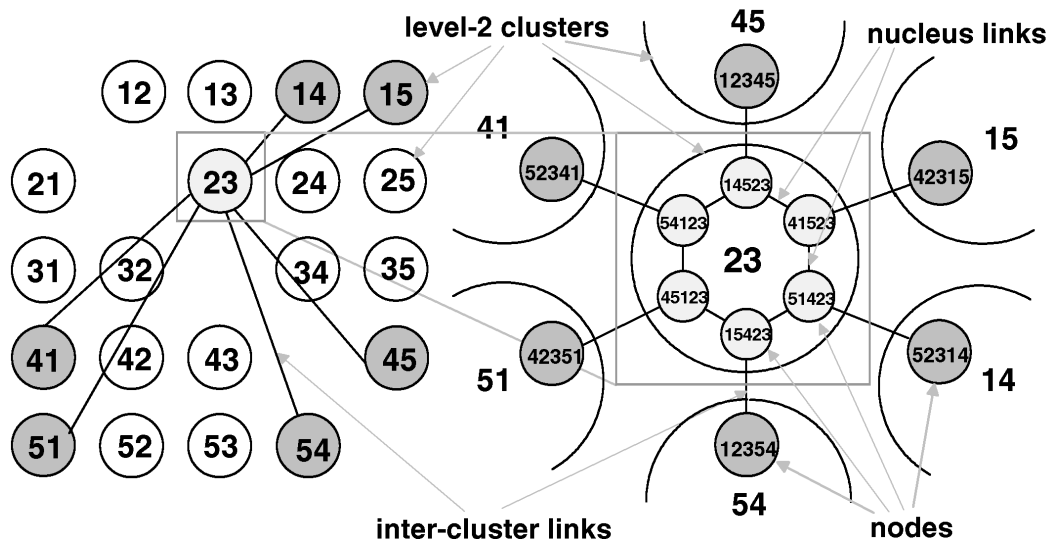 level-2 clusters
45
nucleus links
12 13 14 15
12345
41
15
21 23 24 25
52341
42315
14523
54123
41523
23
31 32 34 35
45123
51423
15423
41 42 43 45
42351
52314
51
14
51 52 53 54
12354
54
inter-cluster links
nodes